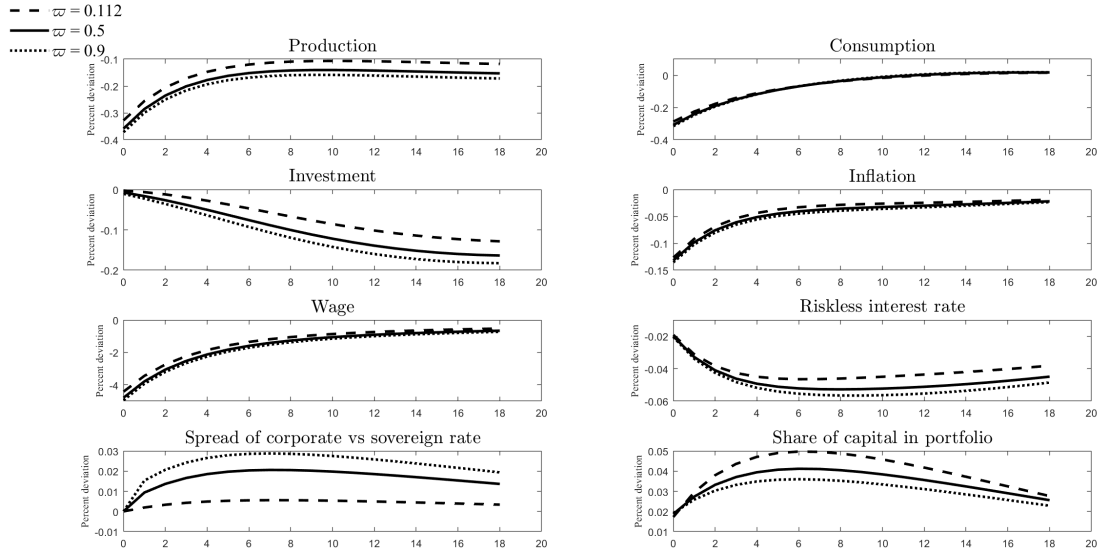 ϖ = 0.112
ϖ = 0.5
ϖ = 0.9
Production
Percent deviation
-0.1
-0.2
-0.3
-0.4
0 2 4 6 8 10 12 14 16 18 20
Consumption
Percent deviation
0
-0.2
-0.4
0 2 4 6 8 10 12 14 16 18 20
Investment
Percent deviation
0
-0.1
-0.2
0 2 4 6 8 10 12 14 16 18 20
Inflation
Percent deviation
0
-0.05
-0.1
-0.15
0 2 4 6 8 10 12 14 16 18 20
Wage
Percent deviation
0
-2
-4
0 2 4 6 8 10 12 14 16 18 20
Riskless interest rate
Percent deviation
-0.02
-0.04
-0.06
0 2 4 6 8 10 12 14 16 18 20
Spread of corporate vs sovereign rate
Percent deviation
0.03
0.02
0.01
0
-0.01
0 2 4 6 8 10 12 14 16 18 20
Share of capital in portfolio
Percent deviation
0.05
0.04
0.03
0.02
0.01
0 2 4 6 8 10 12 14 16 18 20